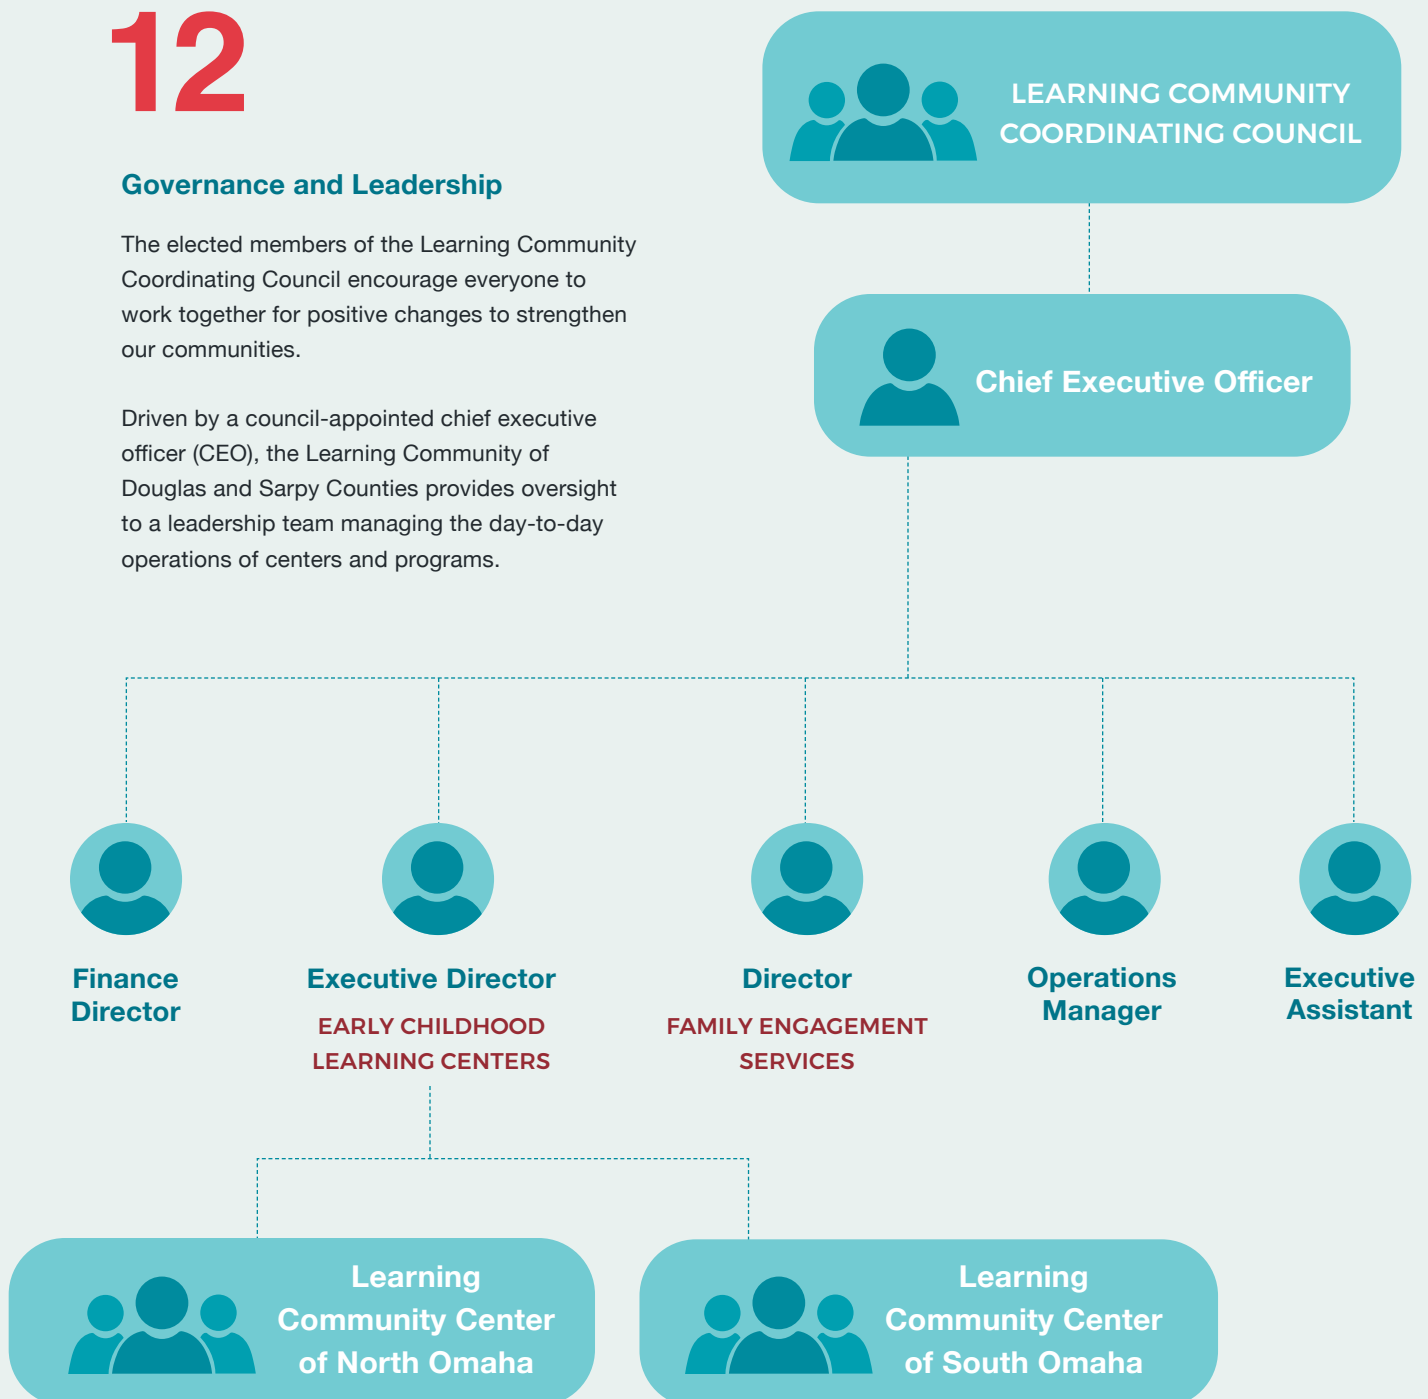 12
Governance and Leadership
The elected members of the Learning Community
Coordinating Council encourage everyone to
work together for positive changes to strengthen
our communities.
Driven by a council-appointed chief executive
officer (CEO), the Learning Community of
Douglas and Sarpy Counties provides oversight
to a leadership team managing the day-to-day
operations of centers and programs.
LEARNING COMMUNITY
COORDINATING COUNCIL
Chief Executive Officer
Finance
Director
Executive Director
EARLY CHILDHOOD
LEARNING CENTERS
Director
FAMILY ENGAGEMENT
SERVICES
Operations
Manager
Executive
Assistant
Learning
Community Center
of North Omaha
Learning
Community Center
of South Omaha